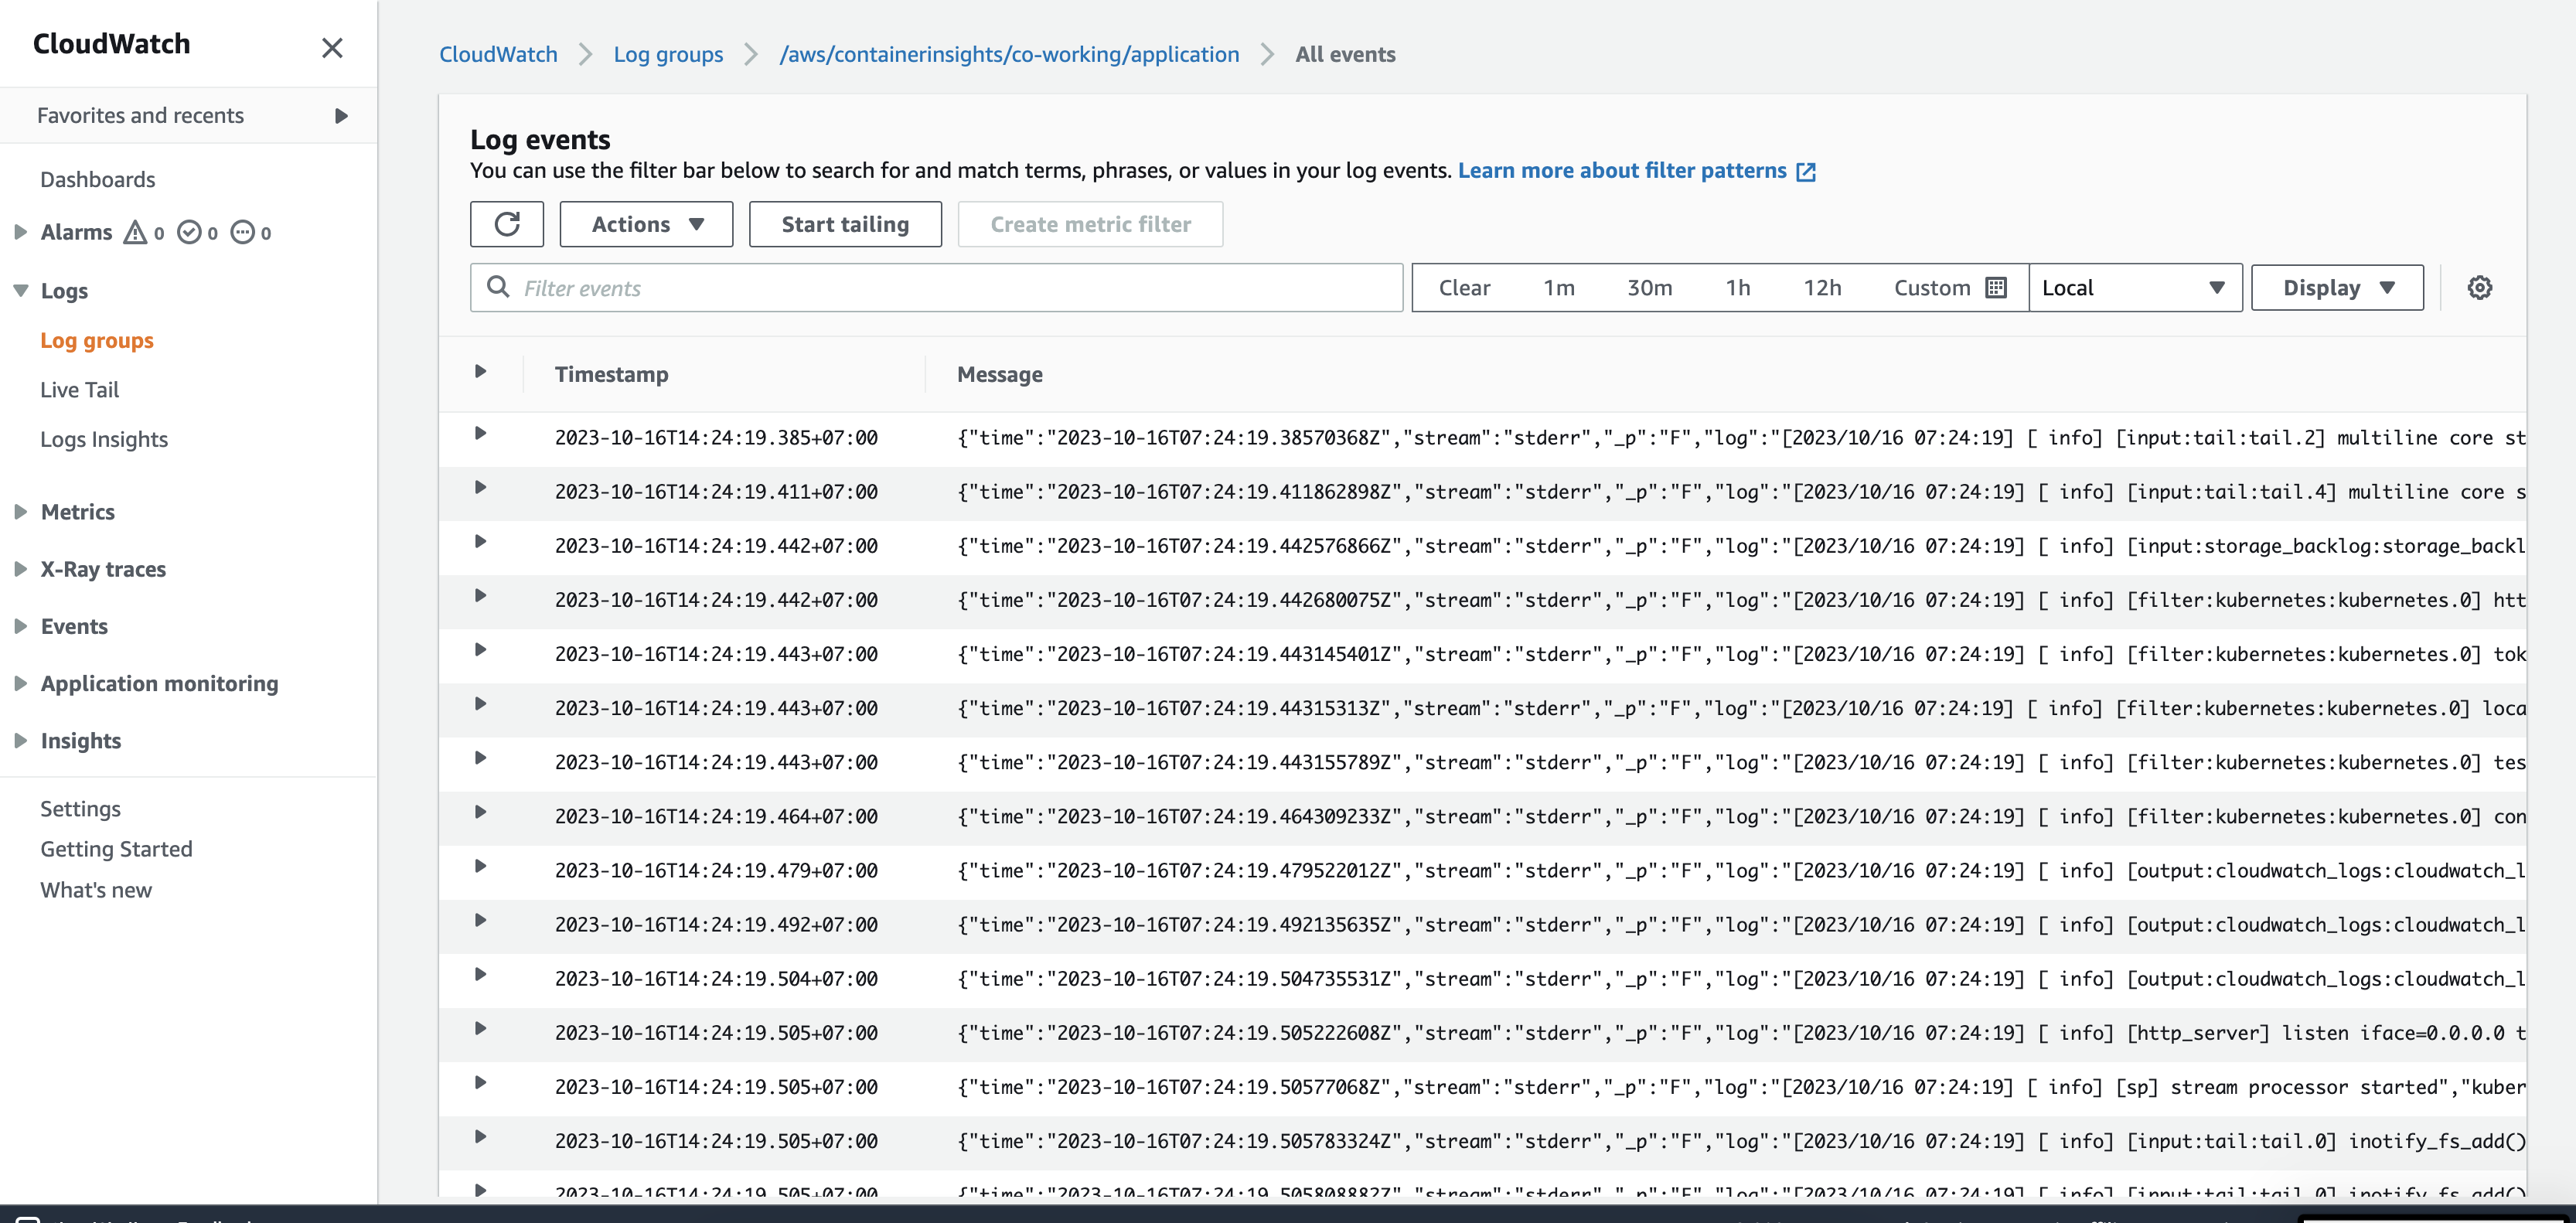 CloudWatch
Favorites and recents
Dashboards
Alarms 0 0 0
Logs
Log groups
Live Tail
Logs Insights
Metrics
X-Ray traces
Events
Application monitoring
Insights
Settings
Getting Started
What's new
CloudWatch Log groups /aws/containerinsights/co-working/application All events
Log events
You can use the filter bar below to search for and match terms, phrases, or values in your log events. Learn more about filter patterns
Actions Start tailing Create metric filter
Filter events Clear 1m 30m 1h 12h Custom Local Display
Timestamp Message
2023-10-16T14:24:19.385+07:00 {"time":"2023-10-16T07:24:19.38570368Z","stream":"stderr","_p":"F","log":"[2023/10/16 07:24:19] [ info] [input:tail:tail.2] multiline core st
2023-10-16T14:24:19.411+07:00 {"time":"2023-10-16T07:24:19.411862898Z","stream":"stderr","_p":"F","log":"[2023/10/16 07:24:19] [ info] [input:tail:tail.4] multiline core s
2023-10-16T14:24:19.442+07:00 {"time":"2023-10-16T07:24:19.442576866Z","stream":"stderr","_p":"F","log":"[2023/10/16 07:24:19] [ info] [input:storage_backlog:storage_backl
2023-10-16T14:24:19.442+07:00 {"time":"2023-10-16T07:24:19.442680075Z","stream":"stderr","_p":"F","log":"[2023/10/16 07:24:19] [ info] [filter:kubernetes:kubernetes.0] htt
2023-10-16T14:24:19.443+07:00 {"time":"2023-10-16T07:24:19.443145401Z","stream":"stderr","_p":"F","log":"[2023/10/16 07:24:19] [ info] [filter:kubernetes:kubernetes.0] tok
2023-10-16T14:24:19.443+07:00 {"time":"2023-10-16T07:24:19.44315313Z","stream":"stderr","_p":"F","log":"[2023/10/16 07:24:19] [ info] [filter:kubernetes:kubernetes.0] loca
2023-10-16T14:24:19.443+07:00 {"time":"2023-10-16T07:24:19.443155789Z","stream":"stderr","_p":"F","log":"[2023/10/16 07:24:19] [ info] [filter:kubernetes:kubernetes.0] tes
2023-10-16T14:24:19.464+07:00 {"time":"2023-10-16T07:24:19.464309233Z","stream":"stderr","_p":"F","log":"[2023/10/16 07:24:19] [ info] [filter:kubernetes:kubernetes.0] con
2023-10-16T14:24:19.479+07:00 {"time":"2023-10-16T07:24:19.479522012Z","stream":"stderr","_p":"F","log":"[2023/10/16 07:24:19] [ info] [output:cloudwatch_logs:cloudwatch_l
2023-10-16T14:24:19.492+07:00 {"time":"2023-10-16T07:24:19.492135635Z","stream":"stderr","_p":"F","log":"[2023/10/16 07:24:19] [ info] [output:cloudwatch_logs:cloudwatch_l
2023-10-16T14:24:19.504+07:00 {"time":"2023-10-16T07:24:19.504735531Z","stream":"stderr","_p":"F","log":"[2023/10/16 07:24:19] [ info] [output:cloudwatch_logs:cloudwatch_l
2023-10-16T14:24:19.505+07:00 {"time":"2023-10-16T07:24:19.505222608Z","stream":"stderr","_p":"F","log":"[2023/10/16 07:24:19] [ info] [http_server] listen iface=0.0.0.0 t
2023-10-16T14:24:19.505+07:00 {"time":"2023-10-16T07:24:19.50577068Z","stream":"stderr","_p":"F","log":"[2023/10/16 07:24:19] [ info] [sp] stream processor started","kuber
2023-10-16T14:24:19.505+07:00 {"time":"2023-10-16T07:24:19.505783324Z","stream":"stderr","_p":"F","log":"[2023/10/16 07:24:19] [ info] [input:tail:tail.0] inotify_fs_add()
2023-10-16T14:24:19.505+07:00 {"time":"2023-10-16T07:24:19.505808882Z","stream":"stderr","_p":"F","log":"[2023/10/16 07:24:19] [ info] [input:tail:tail.0] inotify_fs_add()